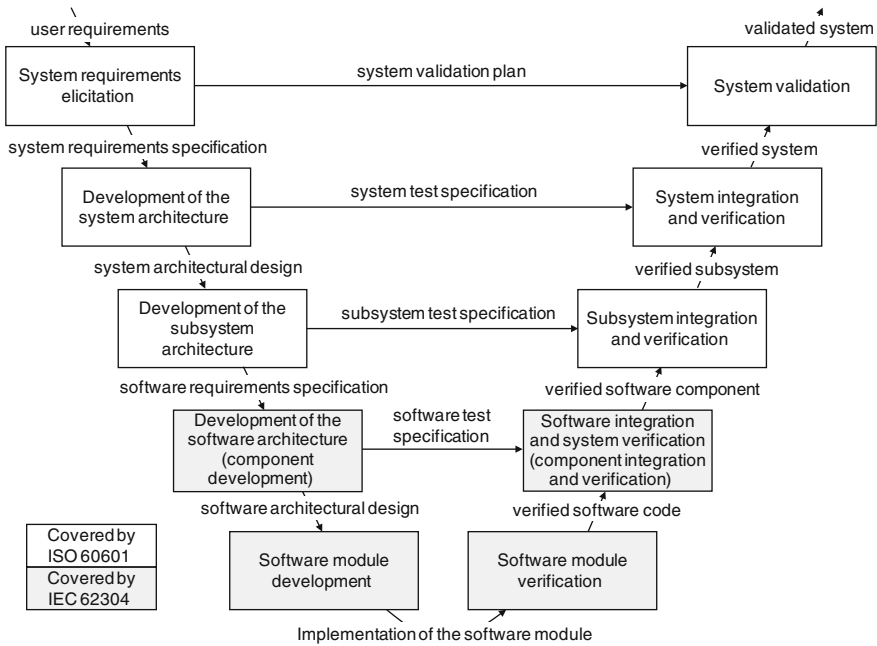 user requirements
validated system
System requirements
elicitation
system validation plan
System validation
system requirements specification
verified system
Development of the
system architecture
system test specification
System integration
and verification
system architectural design
verified subsystem
Development of the
subsystem
architecture
subsystem test specification
Subsystem integration
and verification
software requirements specification
verified software component
Development of the
software architecture
(component
development)
software test
specification
Software integration
and system verification
(component integration
and verification)
software architectural design
verified software code
Covered by
ISO 60601
Covered by
IEC 62304
Software module
development
Software module
verification
Implementation of the software module